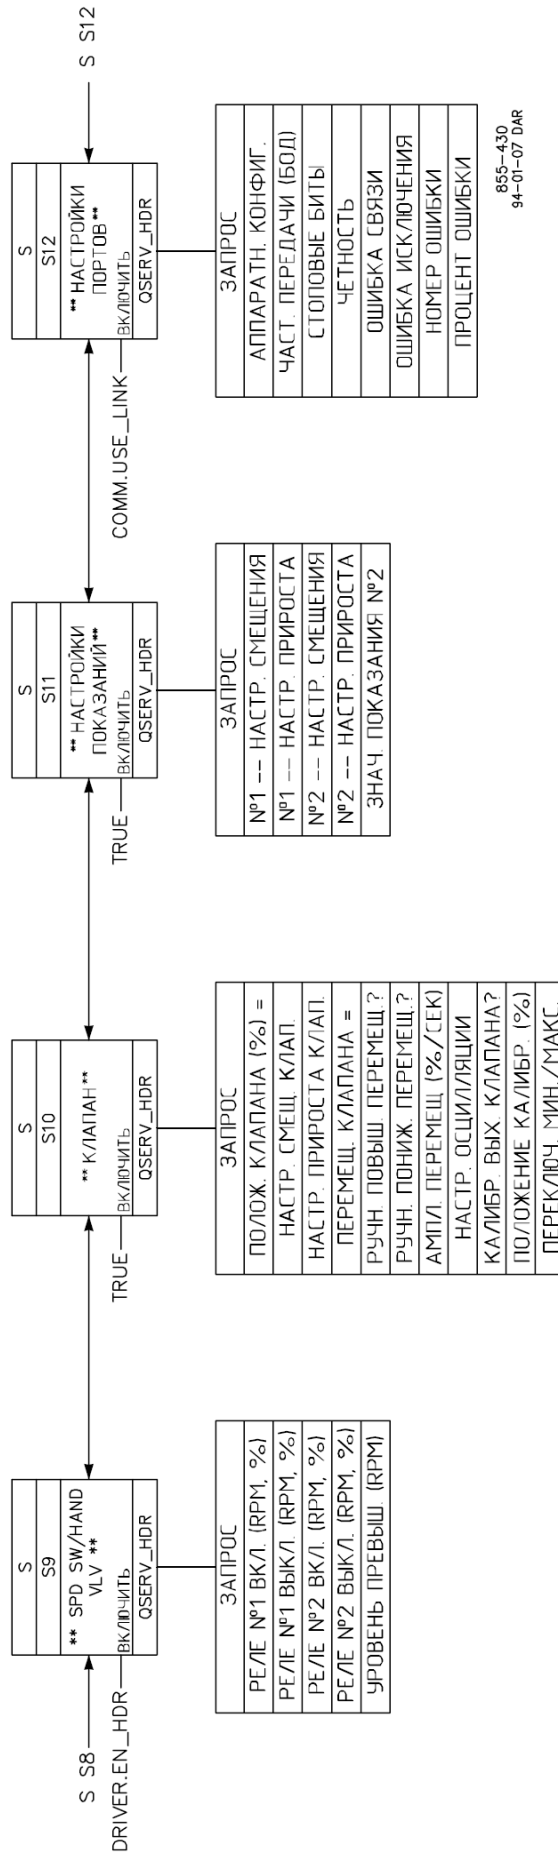 S S8
DRIVER.EN_HDR
S
S9
** SPD SW/HAND
VLV **
ВКЛЮЧИТЬ
QSERV_HDR
ЗАПРОС
РЕЛЕ №1 ВКЛ. (RPM, %)
РЕЛЕ №1 ВЫКЛ. (RPM, %)
РЕЛЕ №2 ВКЛ. (RPM, %)
РЕЛЕ №2 ВЫКЛ. (RPM, %)
УРОВЕНЬ ПРЕВЫШ. (RPM)
TRUE
S
S10
** КЛАПАН **
ВКЛЮЧИТЬ
QSERV_HDR
ЗАПРОС
ПОЛОЖ. КЛАПАНА (%) =
НАСТР. СМЕЩ. КЛАП.
НАСТР. ПРИРОСТА КЛАП.
ПЕРЕМЕЩ. КЛАПАНА =
РУЧН. ПОВЫШ. ПЕРЕМЕЩ.?
РУЧН. ПОНИЖ. ПЕРЕМЕЩ.?
АМПЛ. ПЕРЕМЕЩ (%/СЕК)
НАСТР. ОСЦИЛЛЯЦИИ
КАЛИБР. ВЫХ. КЛАПАНА?
ПОЛОЖЕНИЕ КАЛИБР. (%)
ПЕРЕКЛЮЧ. МИН./МАКС.
TRUE
S
S11
** НАСТРОЙКИ
ПОКАЗАНИЙ **
ВКЛЮЧИТЬ
QSERV_HDR
ЗАПРОС
№1 -- НАСТР. СМЕЩЕНИЯ
№1 -- НАСТР. ПРИРОСТА
№2 -- НАСТР. СМЕЩЕНИЯ
№2 -- НАСТР. ПРИРОСТА
ЗНАЧ. ПОКАЗАНИЯ №2
COMM.USE_LINK
S
S12
** НАСТРОЙКИ
ПОРТОВ **
ВКЛЮЧИТЬ
QSERV_HDR
S S12
ЗАПРОС
АППАРАТН. КОНФИГ.
ЧАСТ. ПЕРЕДАЧИ (БОД)
СТОПОВЫЕ БИТЫ
ЧЕТНОСТЬ
ОШИБКА СВЯЗИ
ОШИБКА ИСКЛЮЧЕНИЯ
НОМЕР ОШИБКИ
ПРОЦЕНТ ОШИБКИ
855-430
94-01-07 DAR